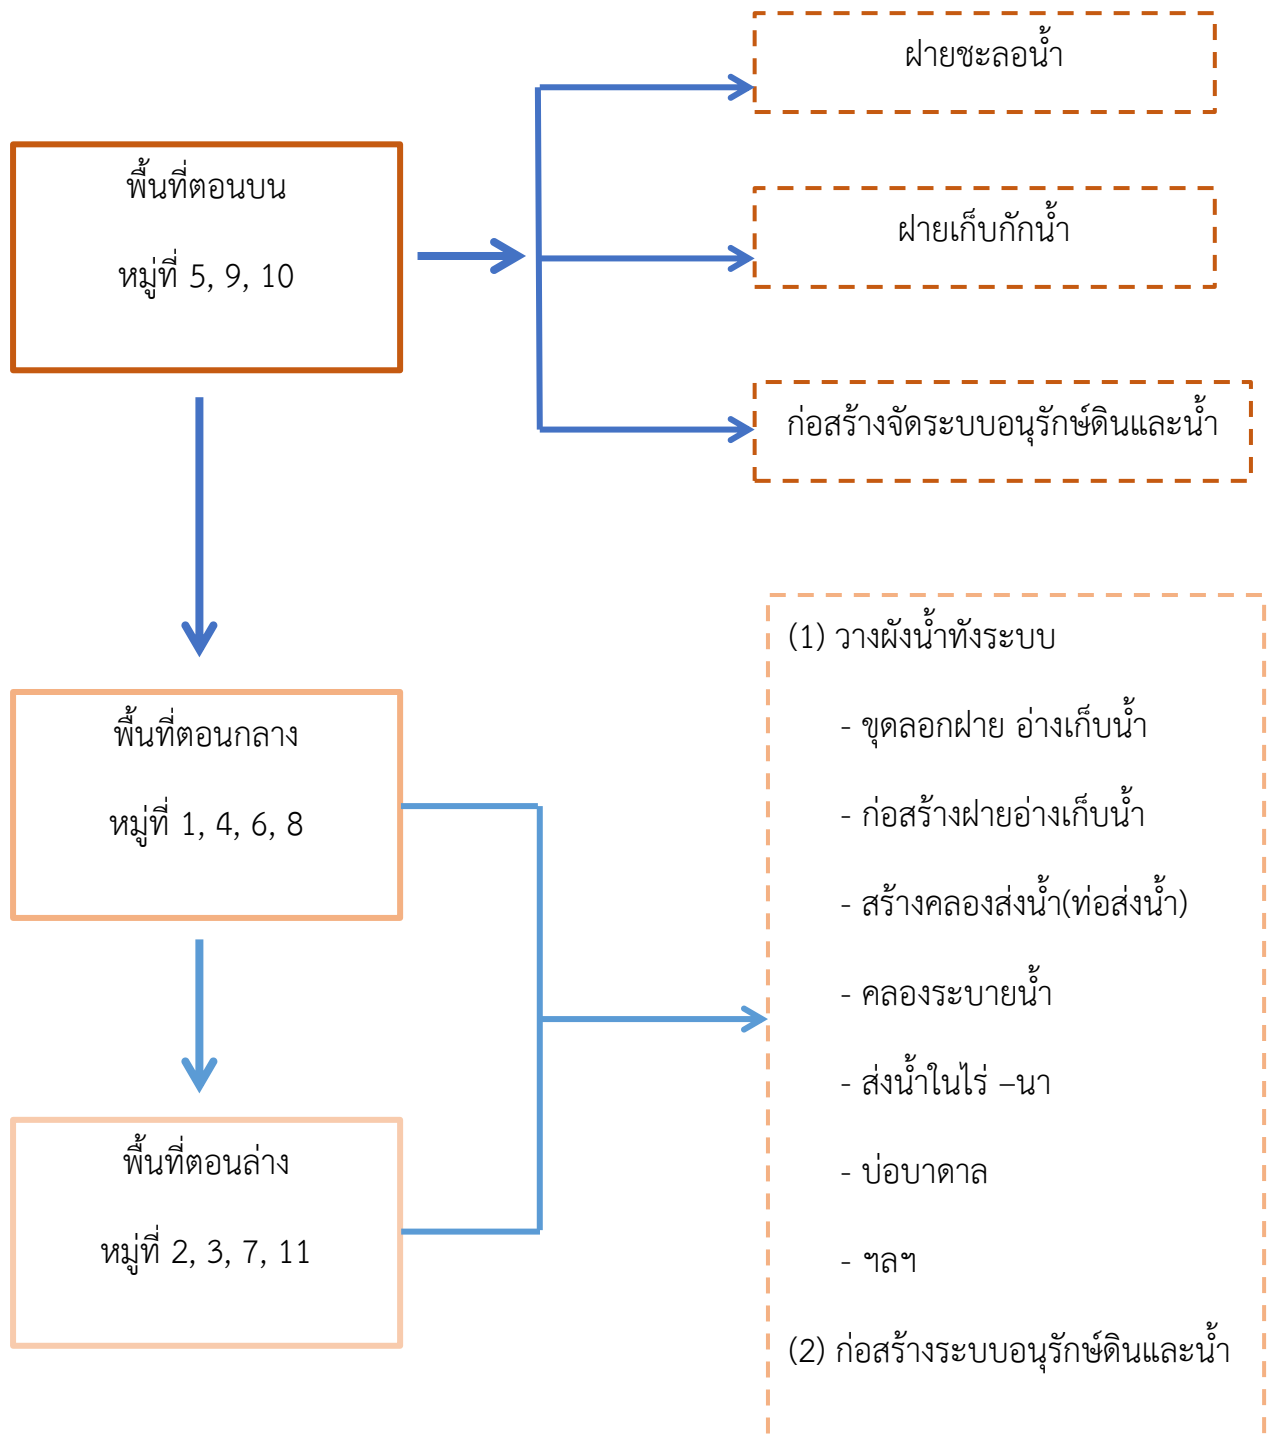 ฝายชะลอน้ำ
พื้นที่ตอนบน
หมู่ที่ 5, 9, 10
ฝายเก็บกักน้ำ
ก่อสร้างจัดระบบอนุรักษ์ดินและน้ำ
พื้นที่ตอนกลาง
หมู่ที่ 1, 4, 6, 8
พื้นที่ตอนล่าง
หมู่ที่ 2, 3, 7, 11
(1) วางผังน้ำทังระบบ
- ขุดลอกฝาย อ่างเก็บน้ำ
- ก่อสร้างฝายอ่างเก็บน้ำ
- สร้างคลองส่งน้ำ(ท่อส่งน้ำ)
- คลองระบายน้ำ
- ส่งน้ำในไร่ –นา
- บ่อบาดาล
- ฯลฯ
(2) ก่อสร้างระบบอนุรักษ์ดินและน้ำ